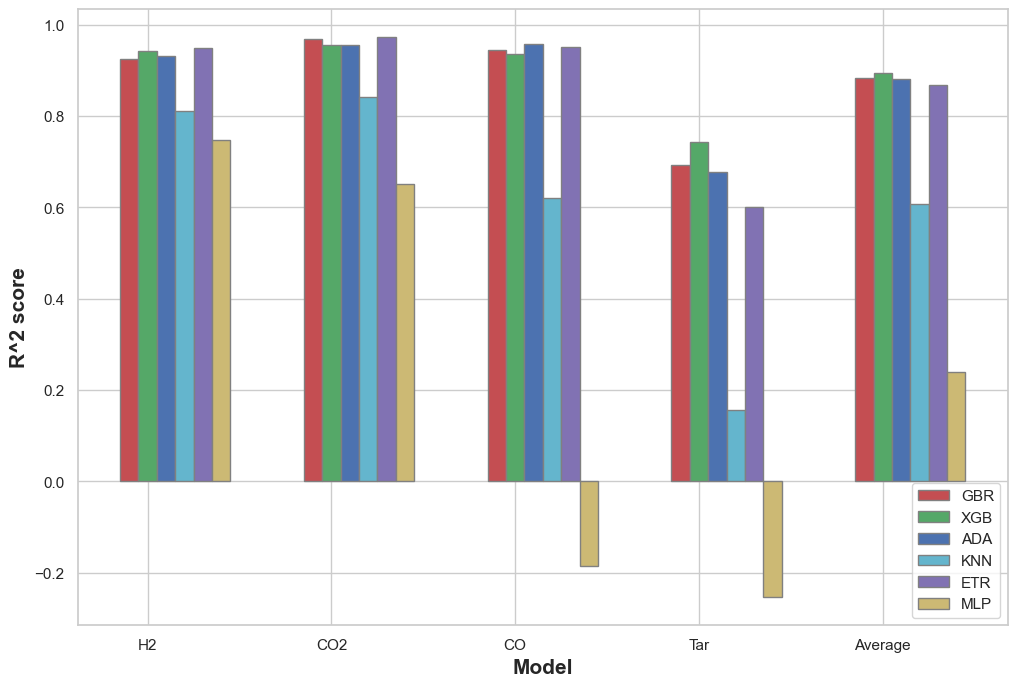 1.0
0.8
0.6
0.4
0.2
0.0
−0.2
R^2 score
H2 CO2 CO Tar Average
Model
GBR
XGB
ADA
KNN
ETR
MLP